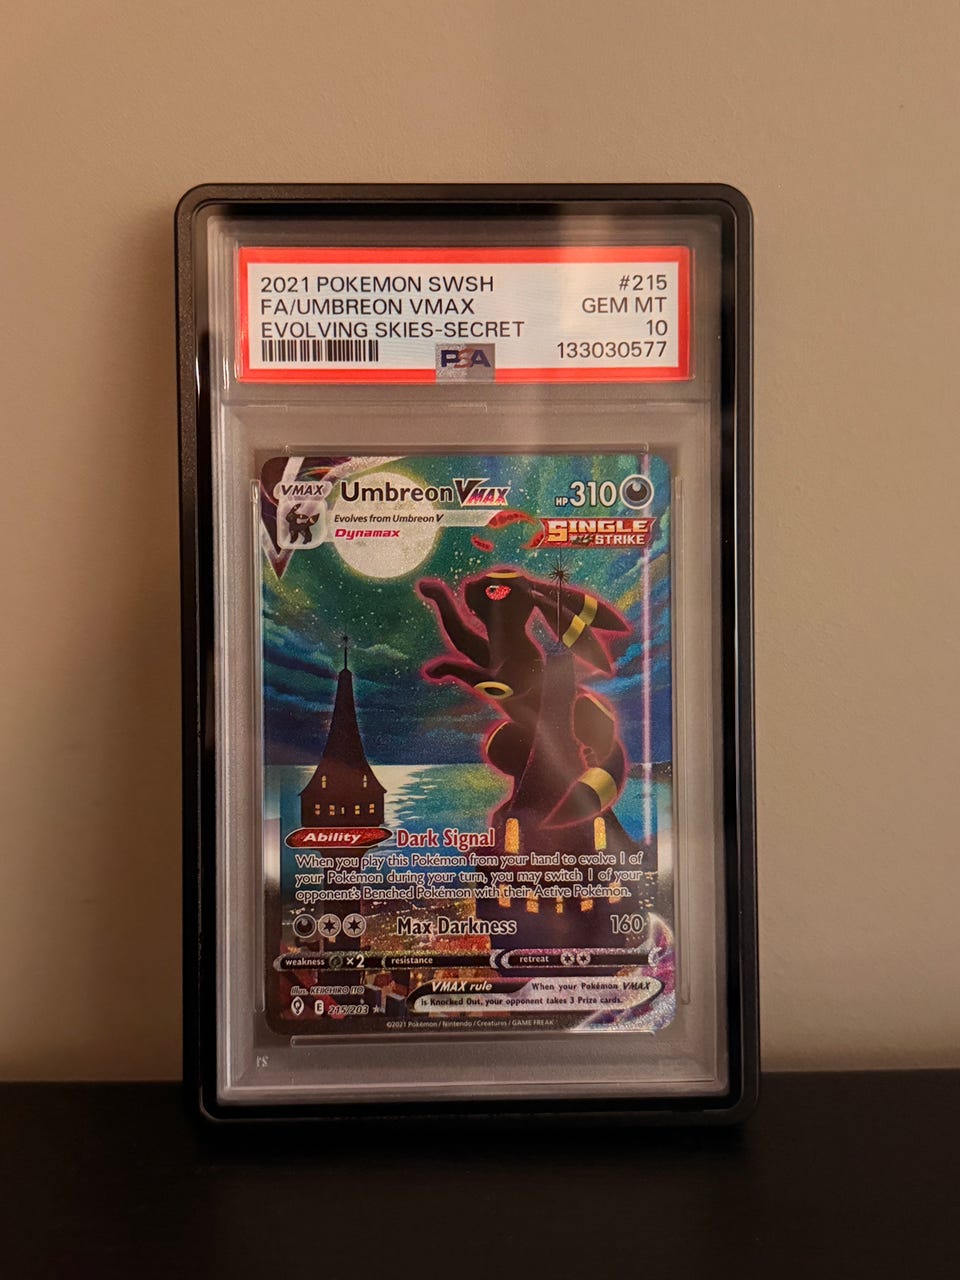 2021 POKEMON SWSH #215
FA/UMBREON VMAX GEM MT
EVOLVING SKIES-SECRET 10
133030577
PSA
VMAX Umbreon VMAX HP 310
Evolves from Umbreon V
Dynamax
SINGLE
STRIKE
Ability Dark Signal
When you play this Pokémon from your hand to evolve 1 of
your Pokémon during your turn, you may switch 1 of your
opponent's Benched Pokémon with their Active Pokémon.
Max Darkness 160
weakness ×2 resistance retreat
VMAX rule When your Pokémon VMAX
is Knocked Out, your opponent takes 3 Prize cards.
Illus. KEIICHIRO ITO
E 215/203
©2021 Pokémon / Nintendo / Creatures / GAME FREAK